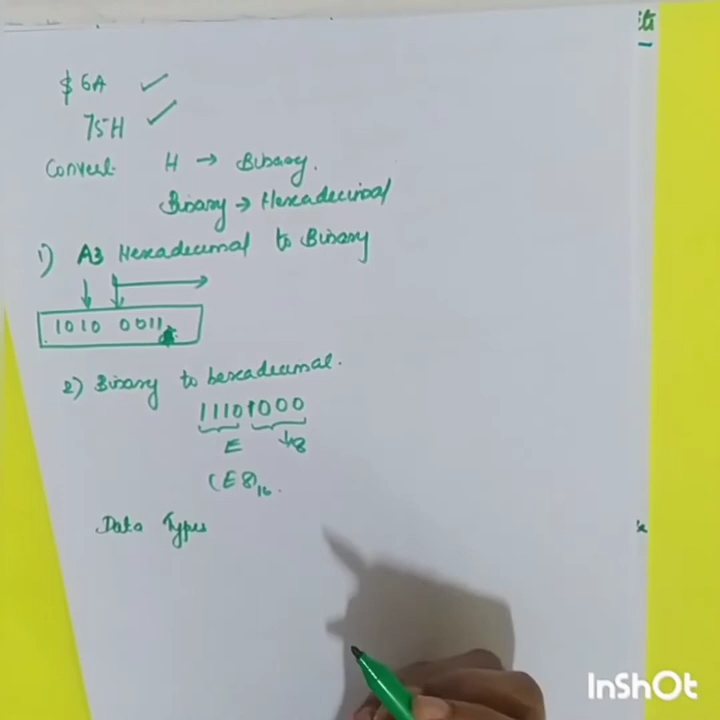 $6A
75H
Convert H → Binary.
Binary → Hexadecimal
1) A3 Hexadecimal to Binary
1010 0011
2) Binary to hexadecimal.
11101000
E 8
(E8)16.
Data Types
InShOt